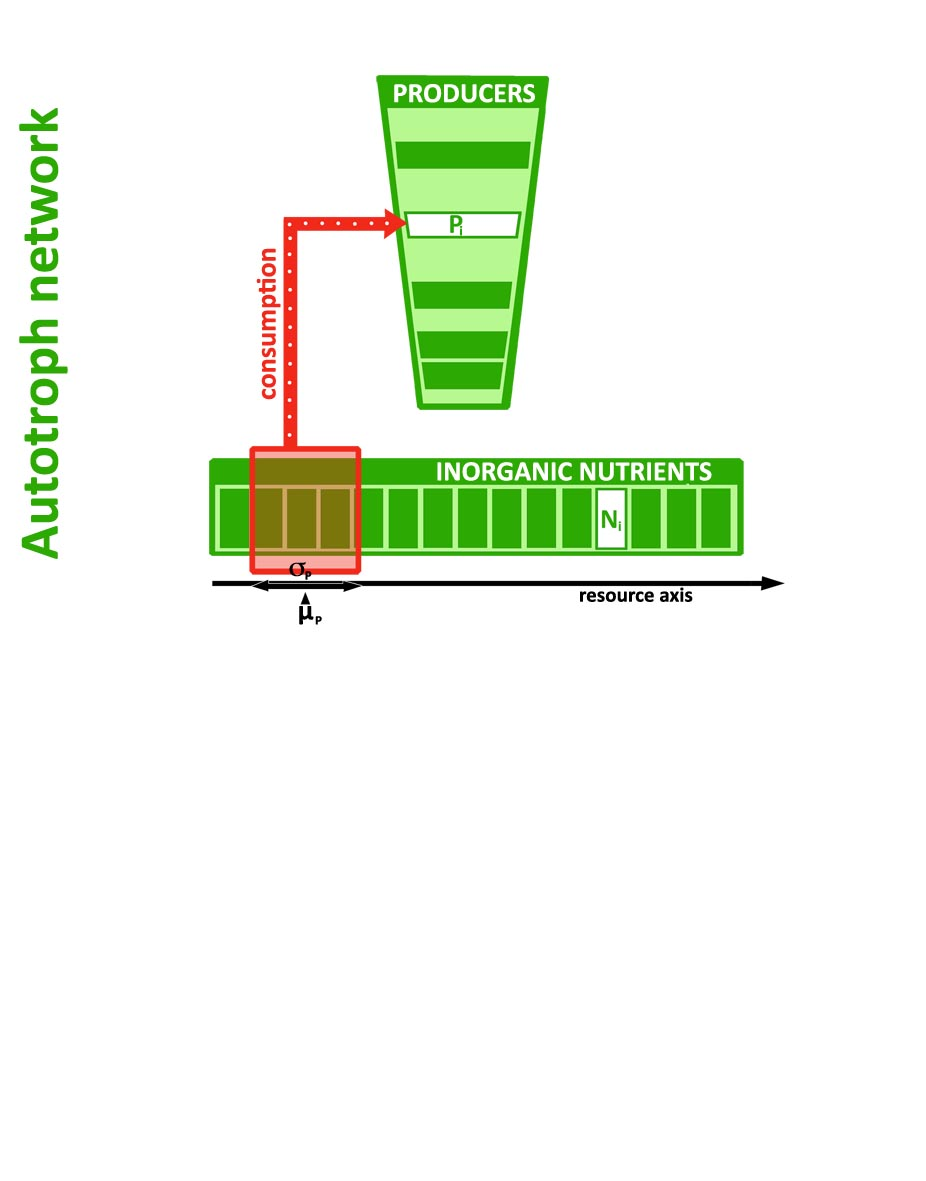 Autotroph network
PRODUCERS
Pi
consumption
INORGANIC NUTRIENTS
Ni
σP
resource axis
μP